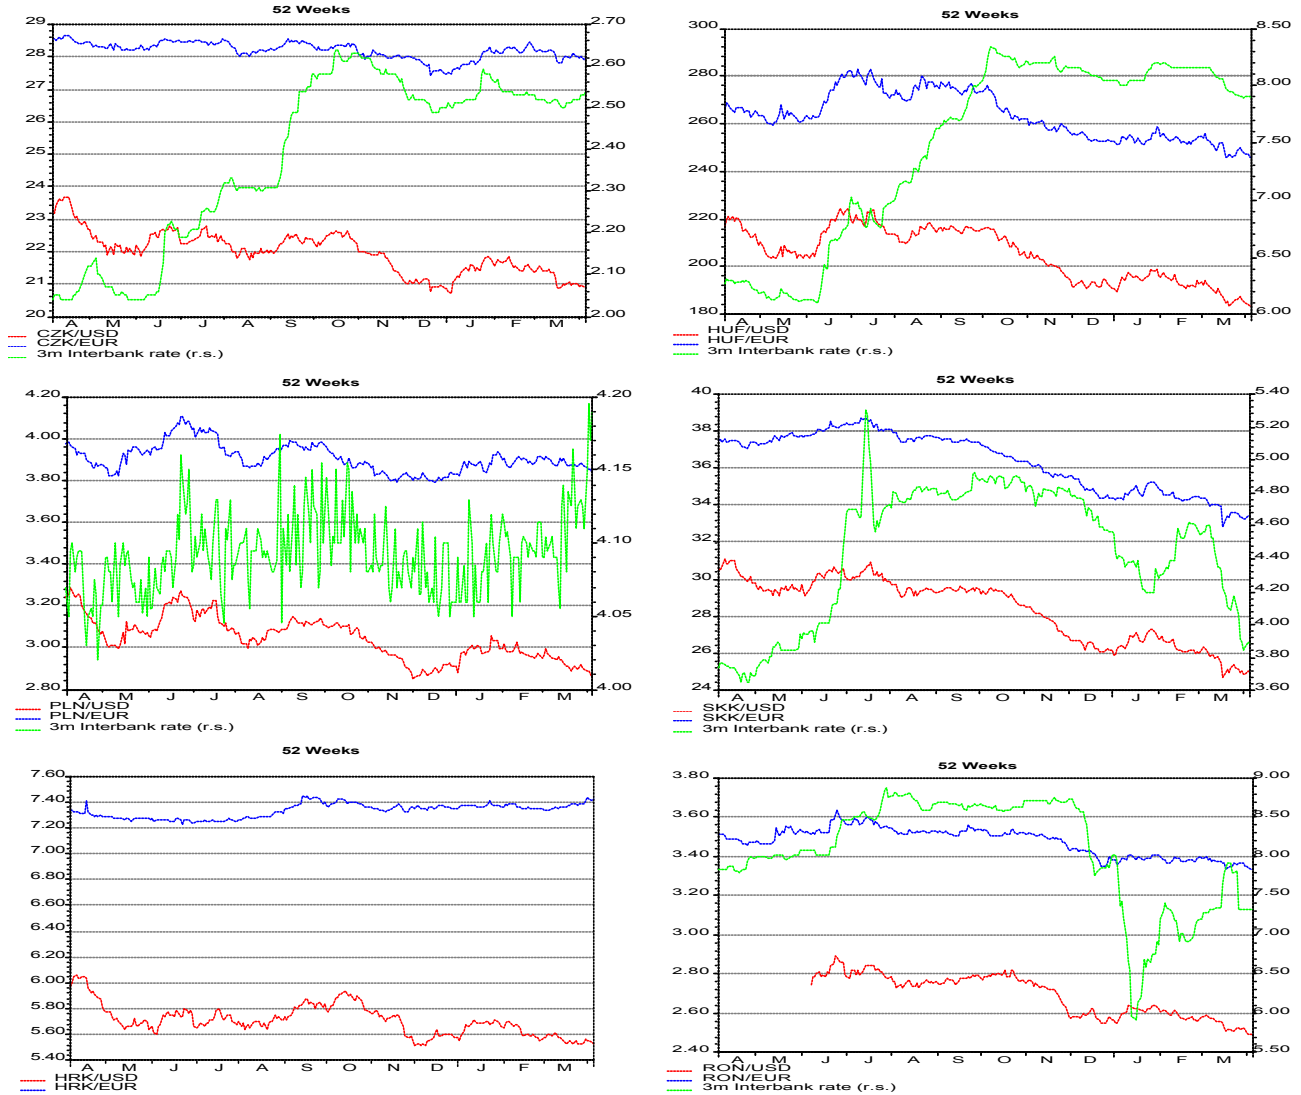 52 Weeks
29 2.70
28 2.60
27 2.50
26
25 2.40
24 2.30
23
22 2.20
21 2.10
20 2.00
A M J J A S O N D J F M
CZK/USD
CZK/EUR
3m Interbank rate (r.s.)
52 Weeks
300 8.50
280 8.00
260 7.50
240
220 7.00
200 6.50
180 6.00
A M J J A S O N D J F M
HUF/USD
HUF/EUR
3m Interbank rate (r.s.)
52 Weeks
4.20 4.20
4.00
3.80 4.15
3.60
3.40 4.10
3.20 4.05
3.00
2.80 4.00
A M J J A S O N D J F M
PLN/USD
PLN/EUR
3m Interbank rate (r.s.)
52 Weeks
40 5.40
38 5.20
36 5.00
34 4.80
32 4.60
30 4.40
28 4.20
26 4.00
24 3.80
3.60
A M J J A S O N D J F M
SKK/USD
SKK/EUR
3m Interbank rate (r.s.)
52 Weeks
7.60
7.40
7.20
7.00
6.80
6.60
6.40
6.20
6.00
5.80
5.60
5.40
A M J J A S O N D J F M
HRK/USD
HRK/EUR
52 Weeks
3.80 9.00
3.60 8.50
3.40 8.00
3.20 7.50
3.00 7.00
2.80 6.50
2.60 6.00
2.40 5.50
A M J J A S O N D J F M
RON/USD
RON/EUR
3m Interbank rate (r.s.)